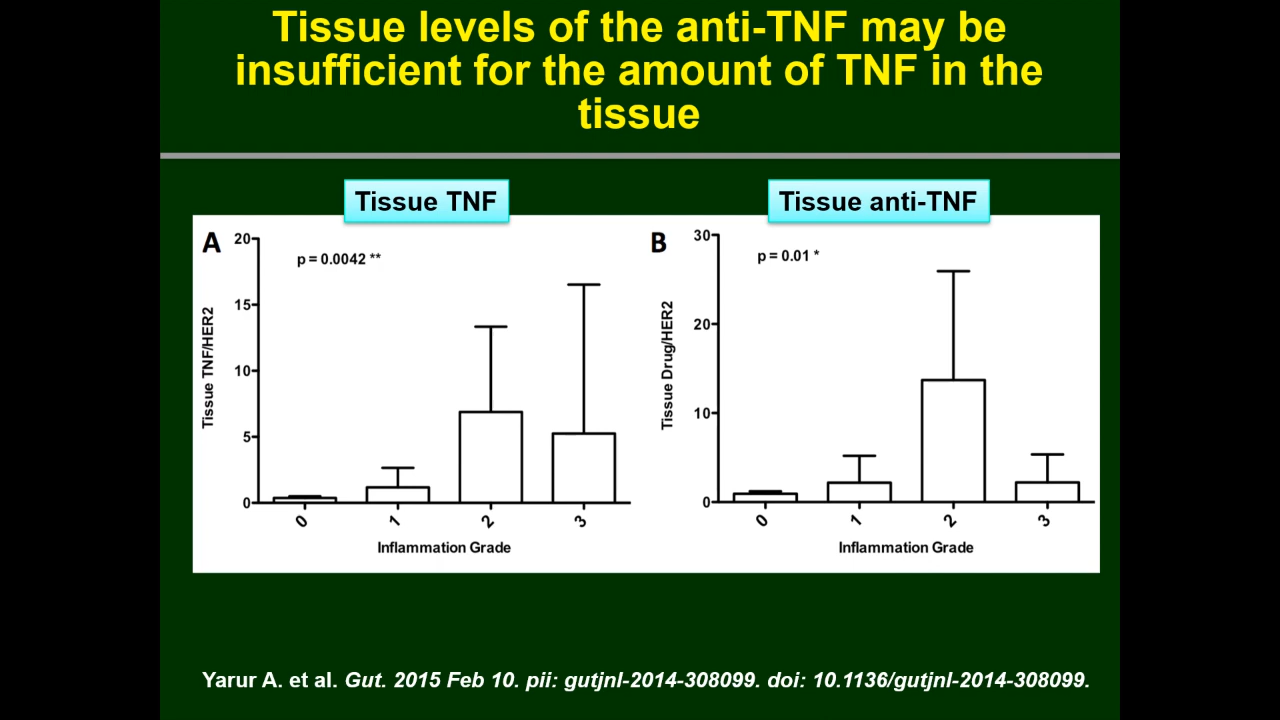 Tissue levels of the anti-TNF may be
insufficient for the amount of TNF in the
tissue
Tissue TNF
Tissue anti-TNF
A
p = 0.0042 **
Tissue TNF/HER2
20
15
10
5
0
0
1
2
3
Inflammation Grade
B
p = 0.01 *
Tissue Drug/HER2
30
20
10
0
0
1
2
3
Inflammation Grade
Yarur A. et al. Gut. 2015 Feb 10. pii: gutjnl-2014-308099. doi: 10.1136/gutjnl-2014-308099.